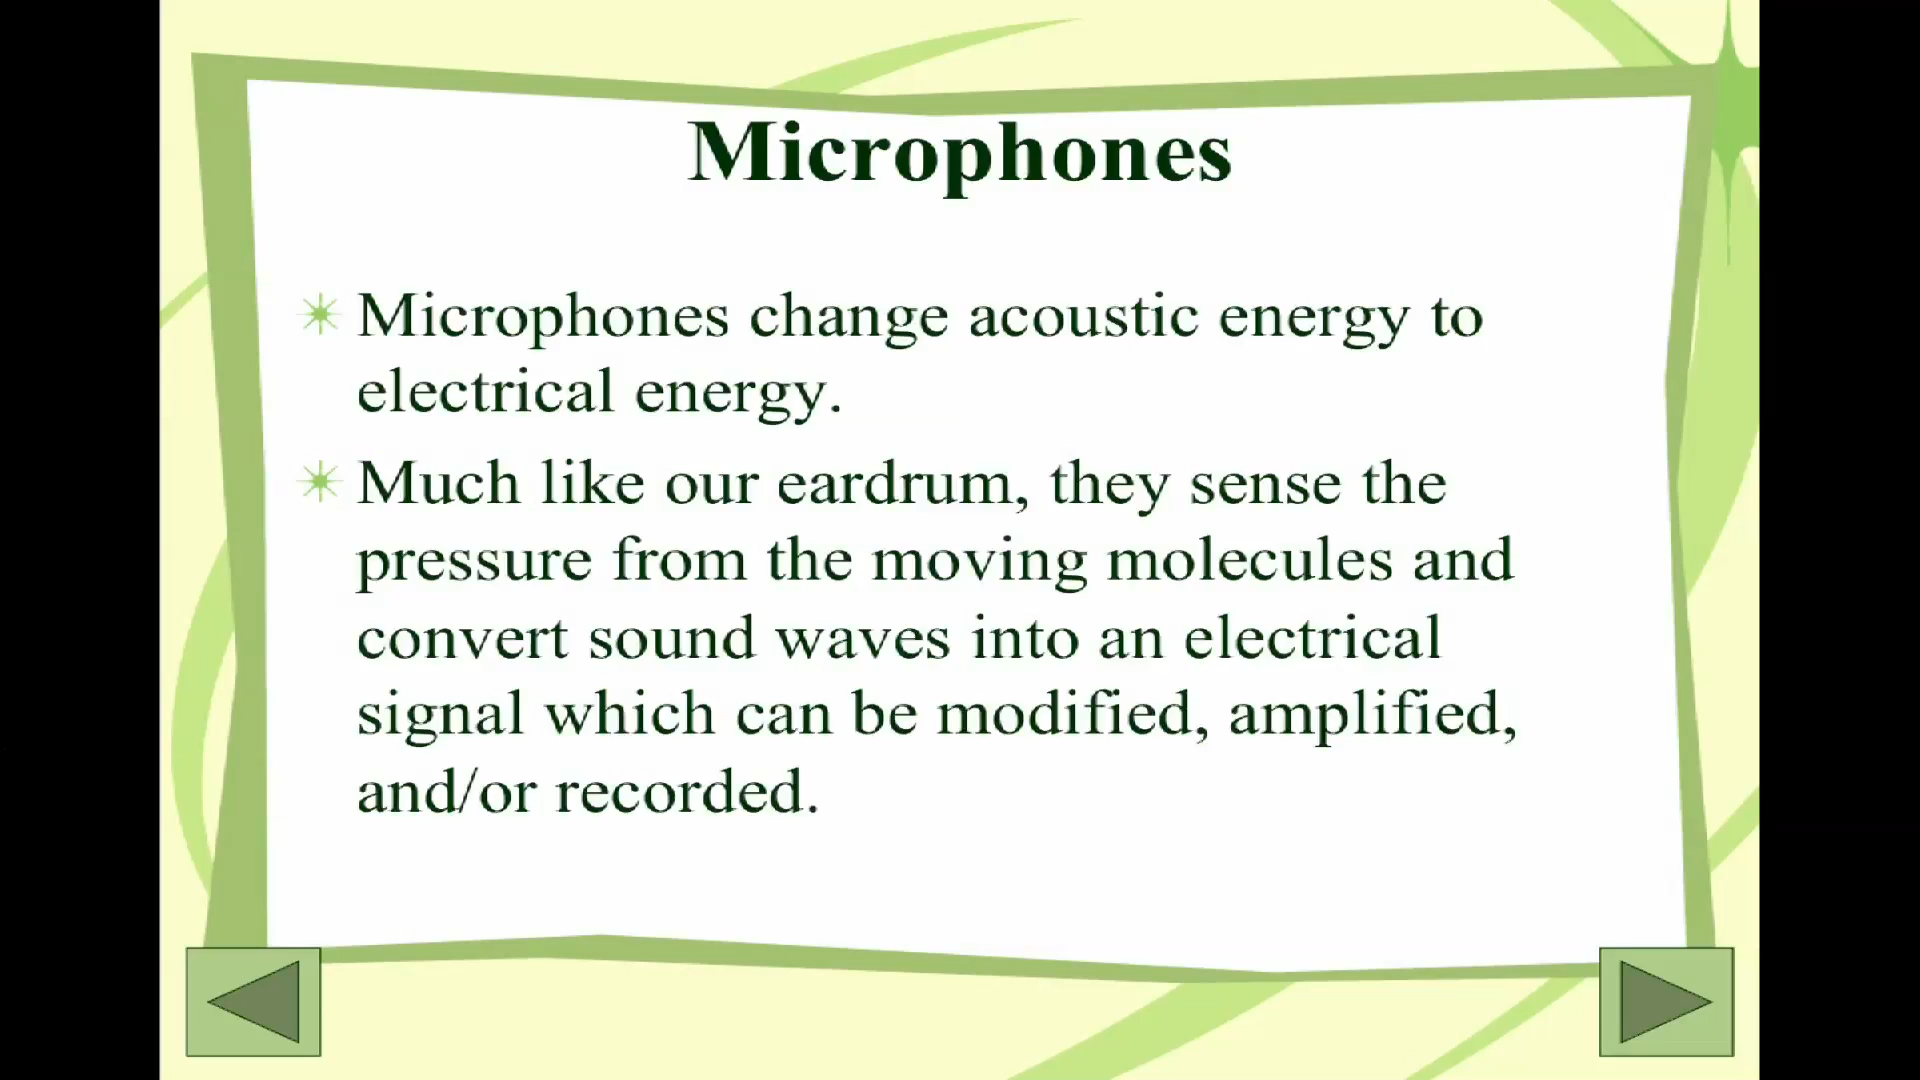 Microphones
Microphones change acoustic energy to
electrical energy.
Much like our eardrum, they sense the
pressure from the moving molecules and
convert sound waves into an electrical
signal which can be modified, amplified,
and/or recorded.